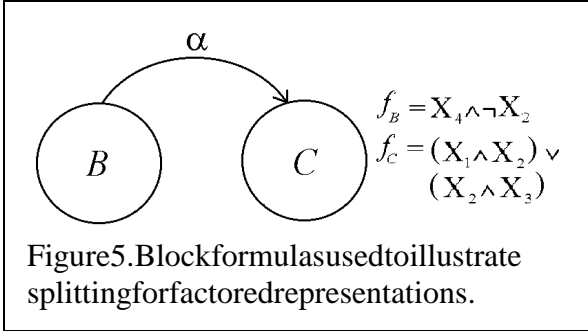 α
B
C
f_B = X_4 ∧ ¬X_2
f_C = (X_1 ∧ X_2) ∨
(X_2 ∧ X_3)
Figure5.Blockformulasusedtoillustrate
splittingforfactoredrepresentations.